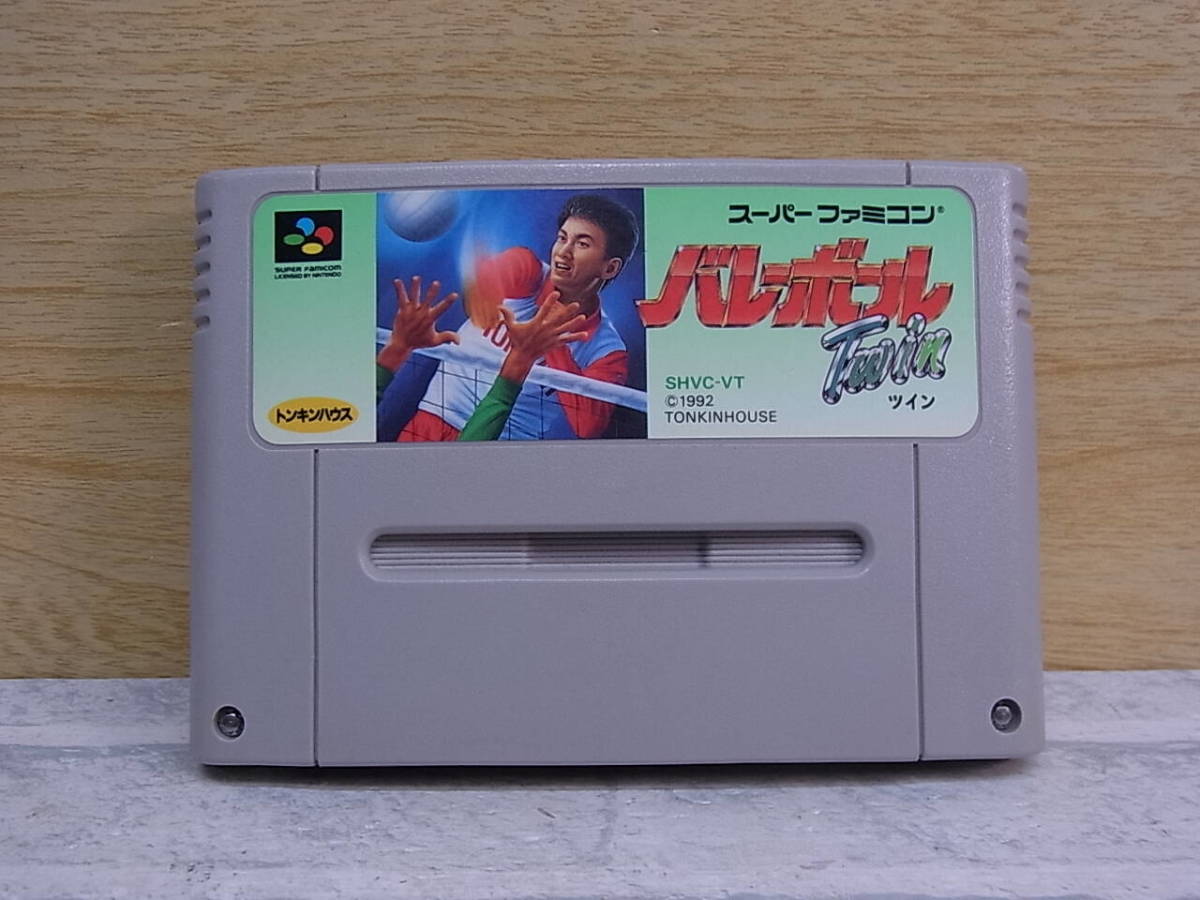 SUPER FAMICOM
LICENSED BY NINTENDO
スーパーファミコン®
バレーボール
Twin
ツイン
SHVC-VT
©1992
TONKINHOUSE
トンキンハウス